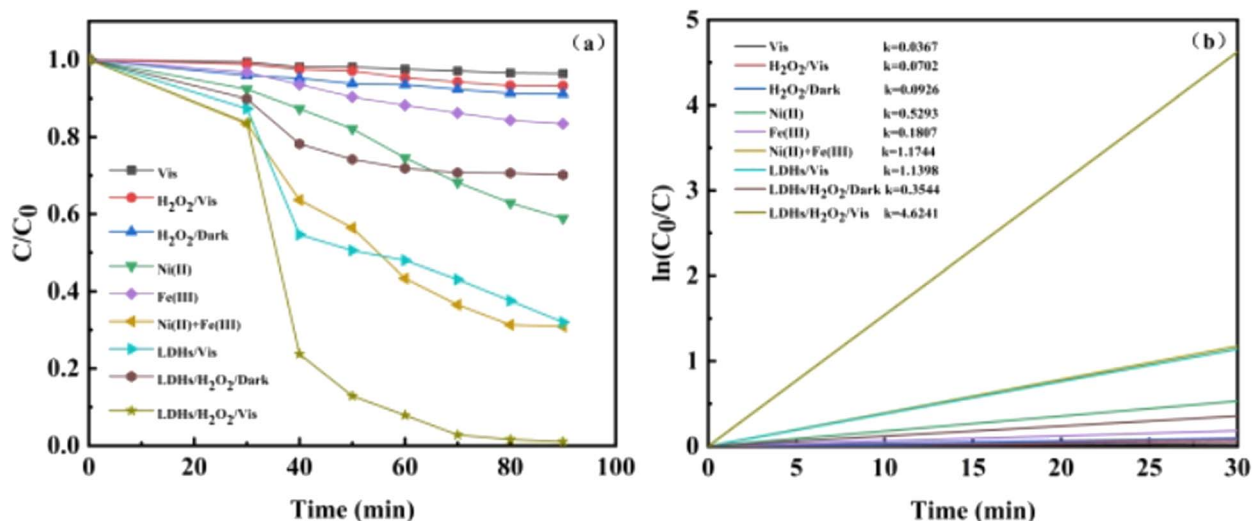 (a)
C/C₀
1.0
0.8
0.6
0.4
0.2
0.0
Vis
H₂O₂/Vis
H₂O₂/Dark
Ni(II)
Fe(III)
Ni(II)+Fe(III)
LDHs/Vis
LDHs/H₂O₂/Dark
LDHs/H₂O₂/Vis
0 20 40 60 80 100
Time (min)
(b)
ln(C₀/C)
5
4
3
2
1
0
Vis k=0.0367
H₂O₂/Vis k=0.0702
H₂O₂/Dark k=0.0926
Ni(II) k=0.5293
Fe(III) k=0.1807
Ni(II)+Fe(III) k=1.1744
LDHs/Vis k=1.1398
LDHs/H₂O₂/Dark k=0.3544
LDHs/H₂O₂/Vis k=4.6241
0 5 10 15 20 25 30
Time (min)